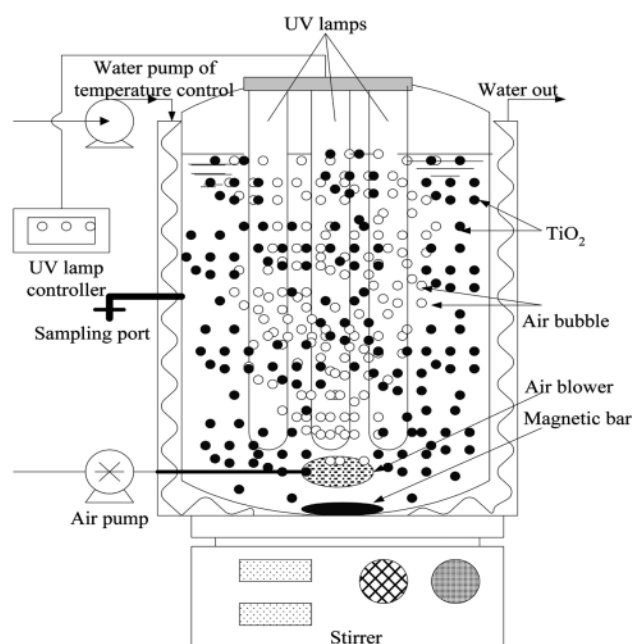 UV lamps
Water pump of
temperature control
Water out
TiO₂
UV lamp
controller
Sampling port
Air bubble
Air blower
Magnetic bar
Air pump
Stirrer